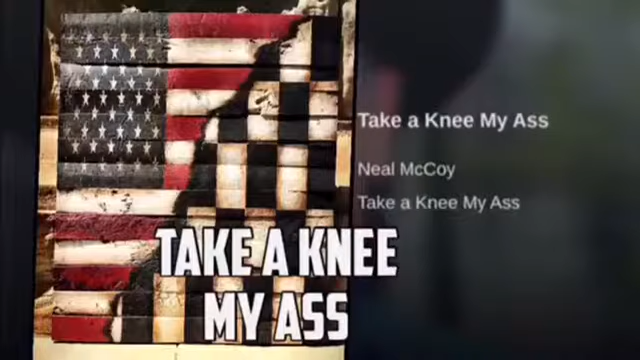 Take a Knee My Ass
Neal McCoy
Take a Knee My Ass
TAKE A KNEE
MY ASS